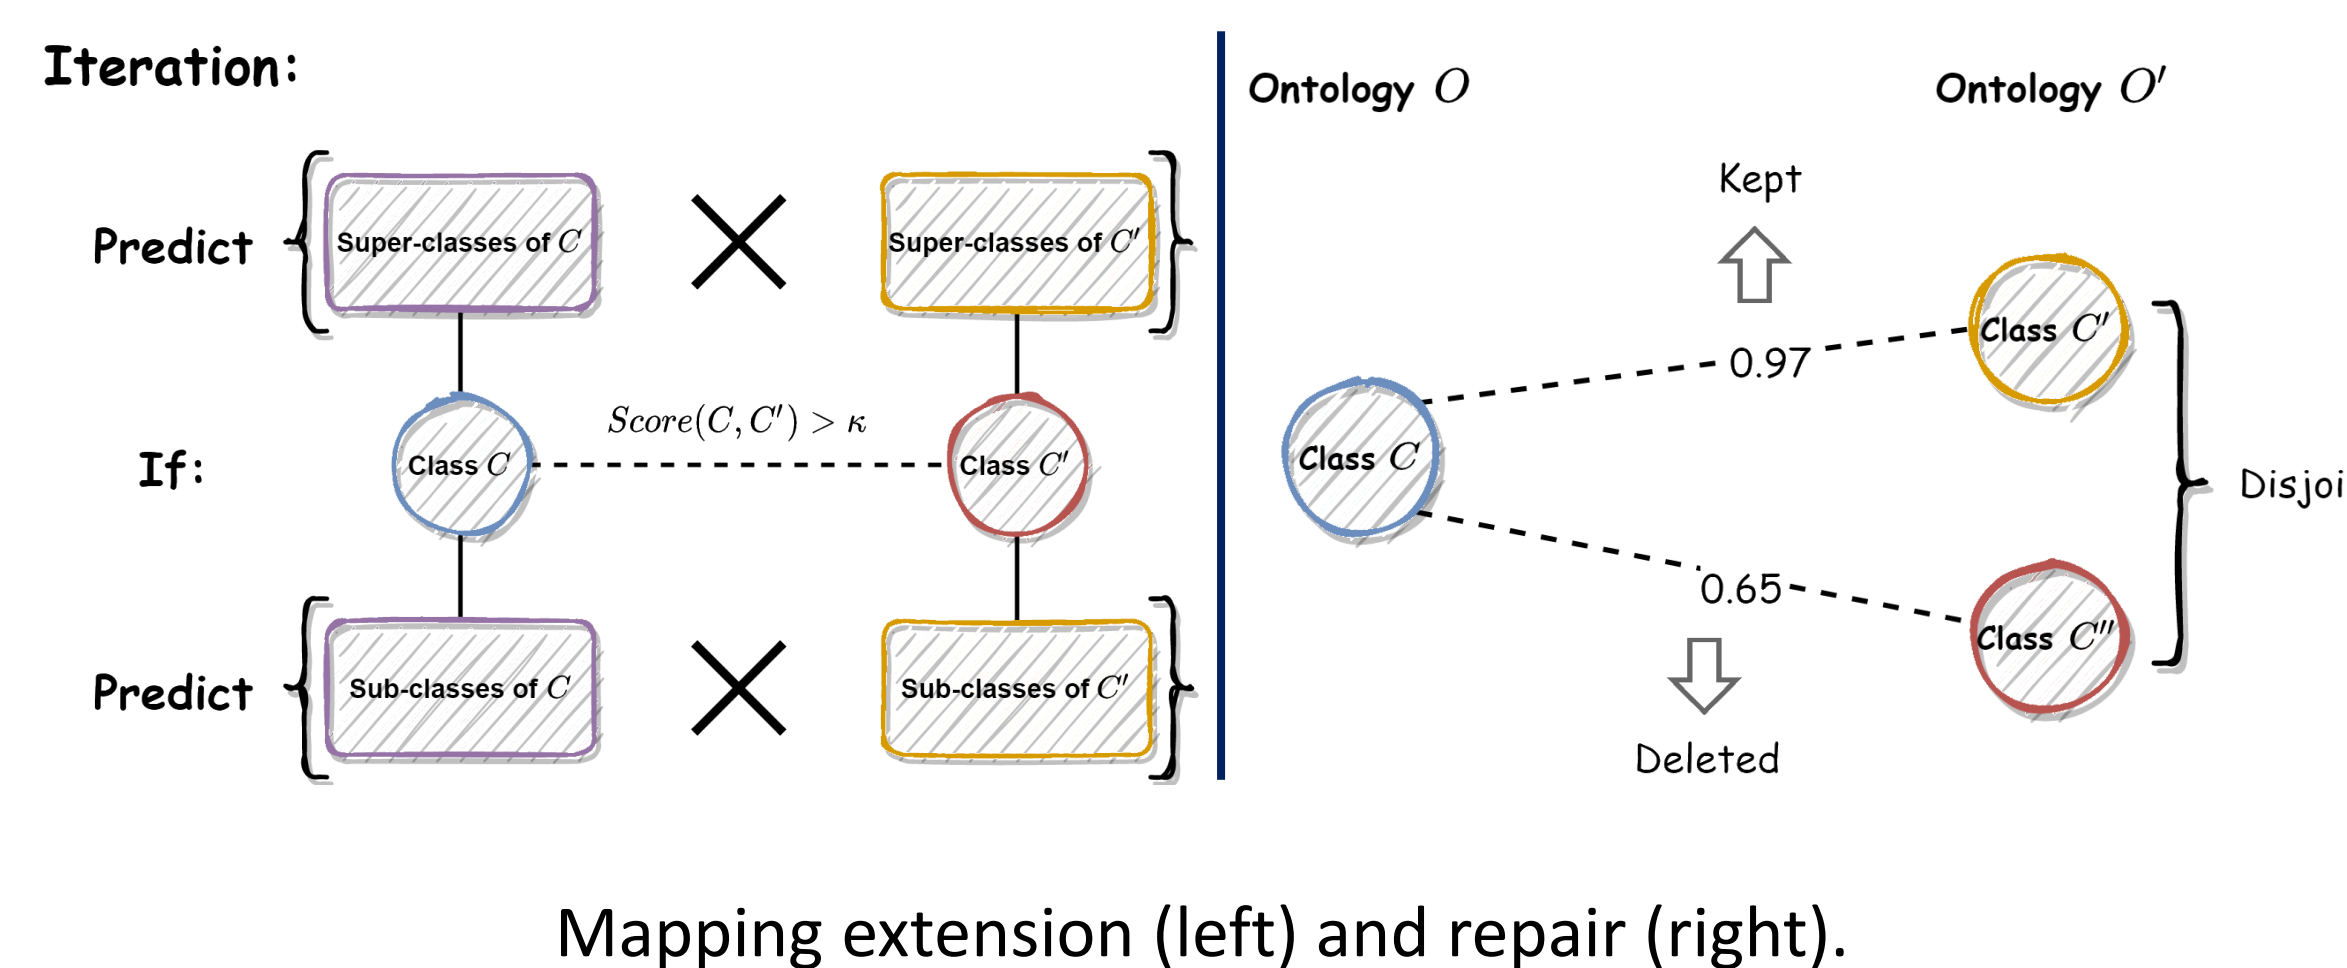 Iteration:
Predict
Super-classes of C
Super-classes of C′
If:
Class C
Score(C, C′) > κ
Class C′
Predict
Sub-classes of C
Sub-classes of C′
Ontology O
Ontology O′
Kept
Class C′
0.97
Class C
Disjoi
0.65
Class C′′
Deleted
Mapping extension (left) and repair (right).